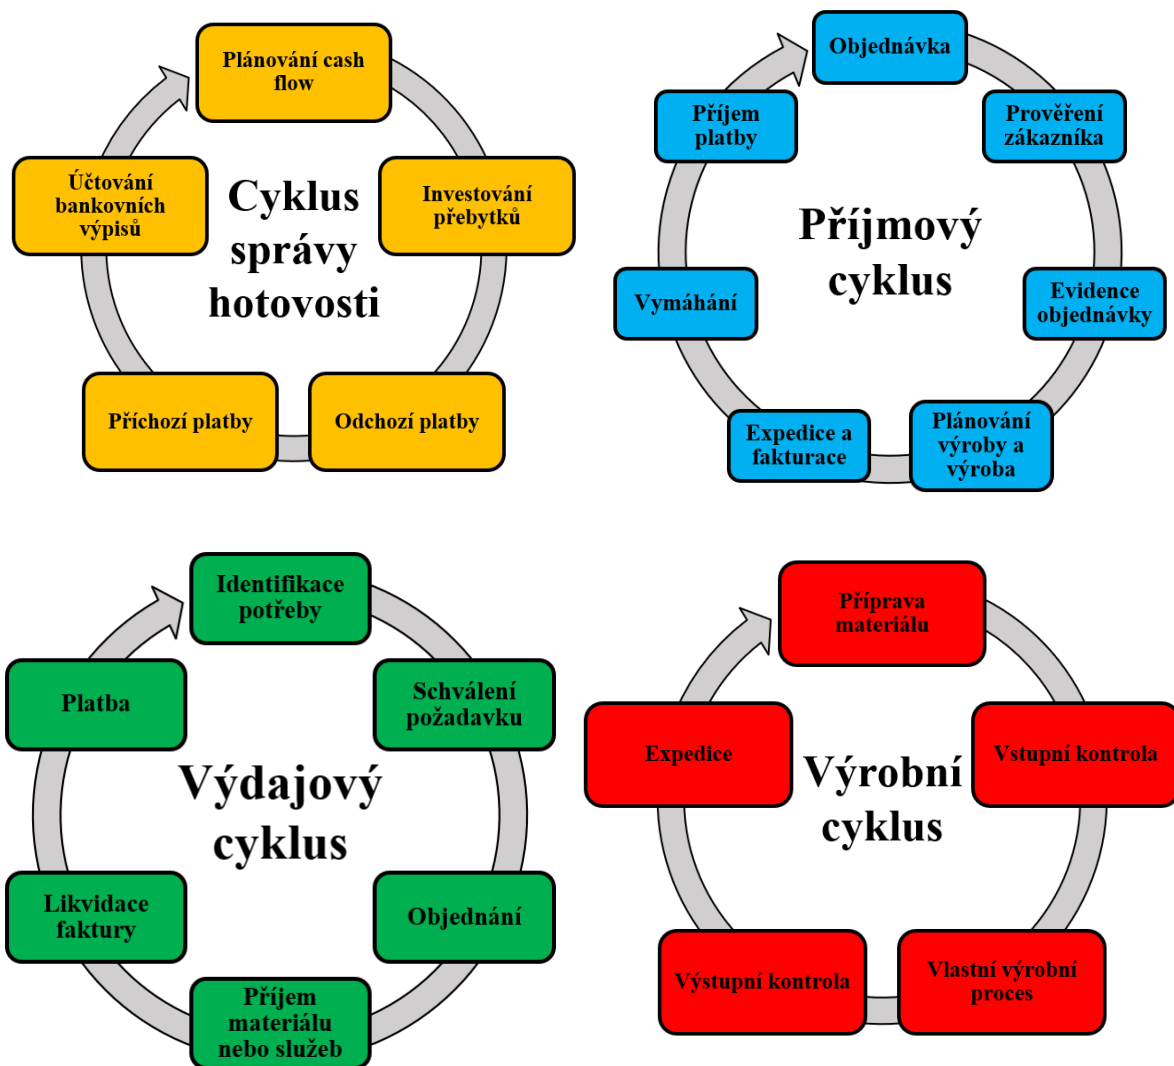 Plánování cash
flow
Investování
přebytků
Odchozí platby
Příchozí platby
Účtování
bankovních
výpisů
Cyklus
správy
hotovosti
Objednávka
Prověření
zákazníka
Evidence
objednávky
Plánování
výroby a
výroba
Expedice a
fakturace
Vymáhání
Příjem
platby
Příjmový
cyklus
Identifikace
potřeby
Schválení
požadavku
Objednání
Příjem
materiálu
nebo služeb
Likvidace
faktury
Platba
Výdajový
cyklus
Příprava
materiálu
Vstupní kontrola
Vlastní výrobní
proces
Výstupní kontrola
Expedice
Výrobní
cyklus